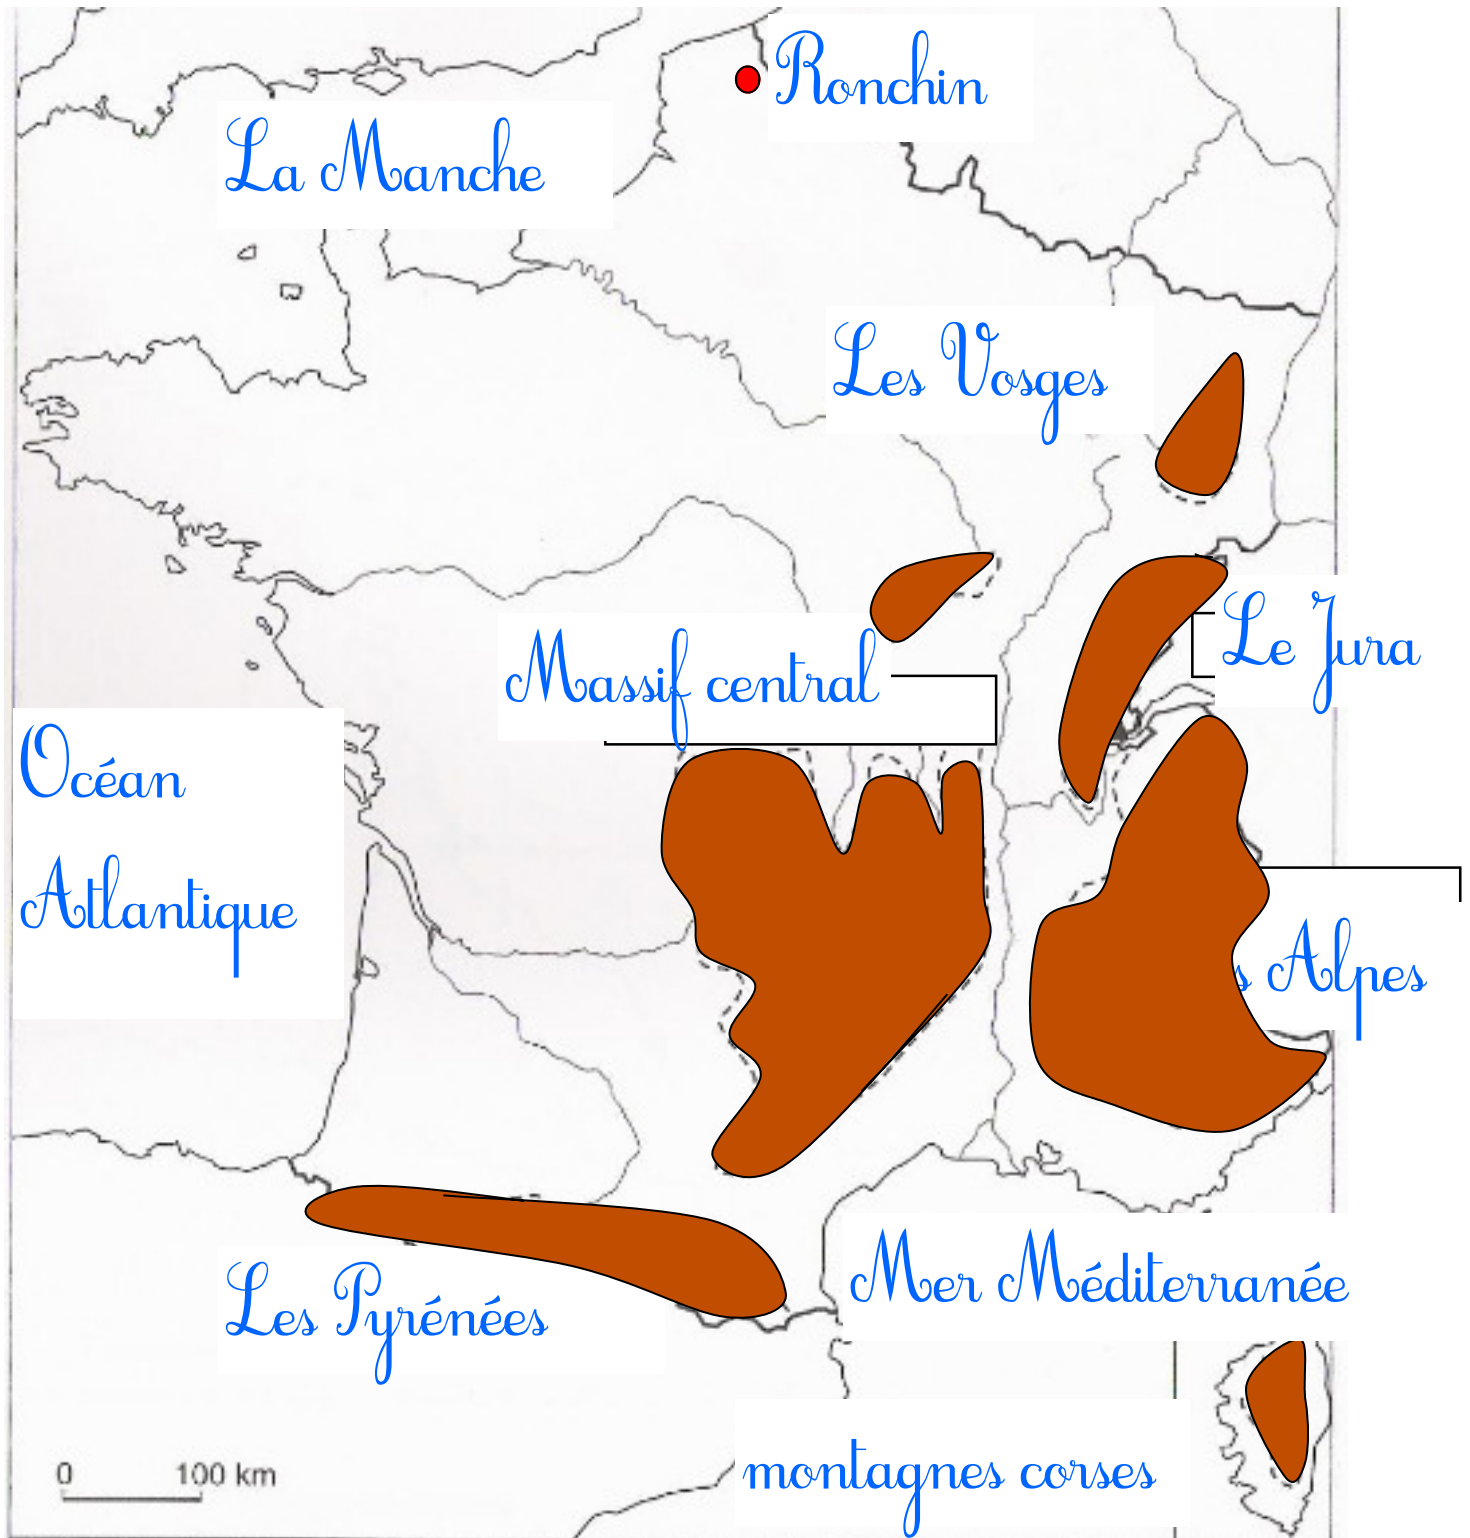 Ronchin
La Manche
Les Vosges
Le Jura
Massif central
Océan
Atlantique
s Alpes
Mer Méditerranée
Les Pyrénées
montagnes corses
0 100 km